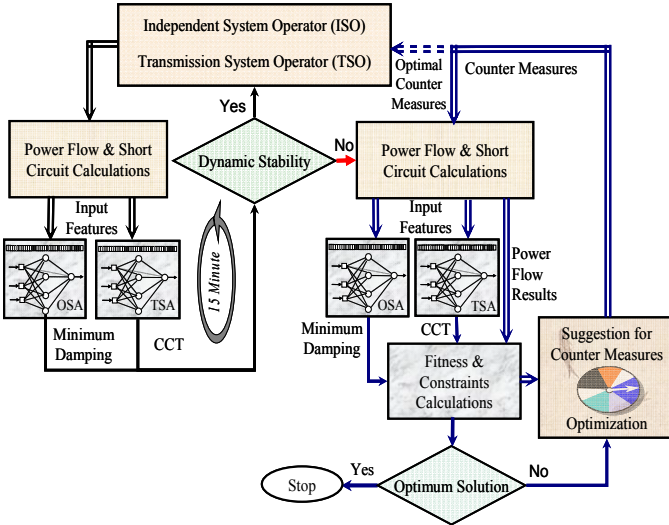 Independent System Operator (ISO)
Transmission System Operator (TSO)
Optimal
Counter
Measures
Counter Measures
Yes
Power Flow & Short
Circuit Calculations
Dynamic Stability
No
Power Flow & Short
Circuit Calculations
Input
Features
Input
Features
15 Minute
Power
Flow
Results
OSA
TSA
OSA
TSA
Minimum
Damping
CCT
Minimum
Damping
CCT
Fitness &
Constraints
Calculations
Suggestion for
Counter Measures
Optimization
Yes
No
Stop
Optimum Solution